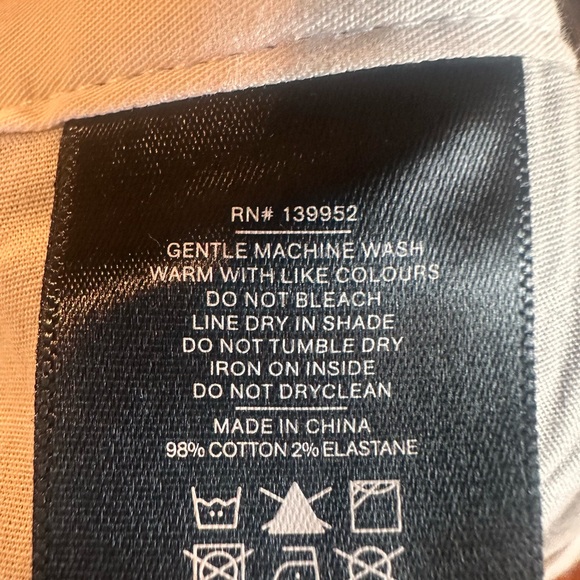 RN# 139952
GENTLE MACHINE WASH
WARM WITH LIKE COLOURS
DO NOT BLEACH
LINE DRY IN SHADE
DO NOT TUMBLE DRY
IRON ON INSIDE
DO NOT DRYCLEAN
MADE IN CHINA
98% COTTON 2% ELASTANE